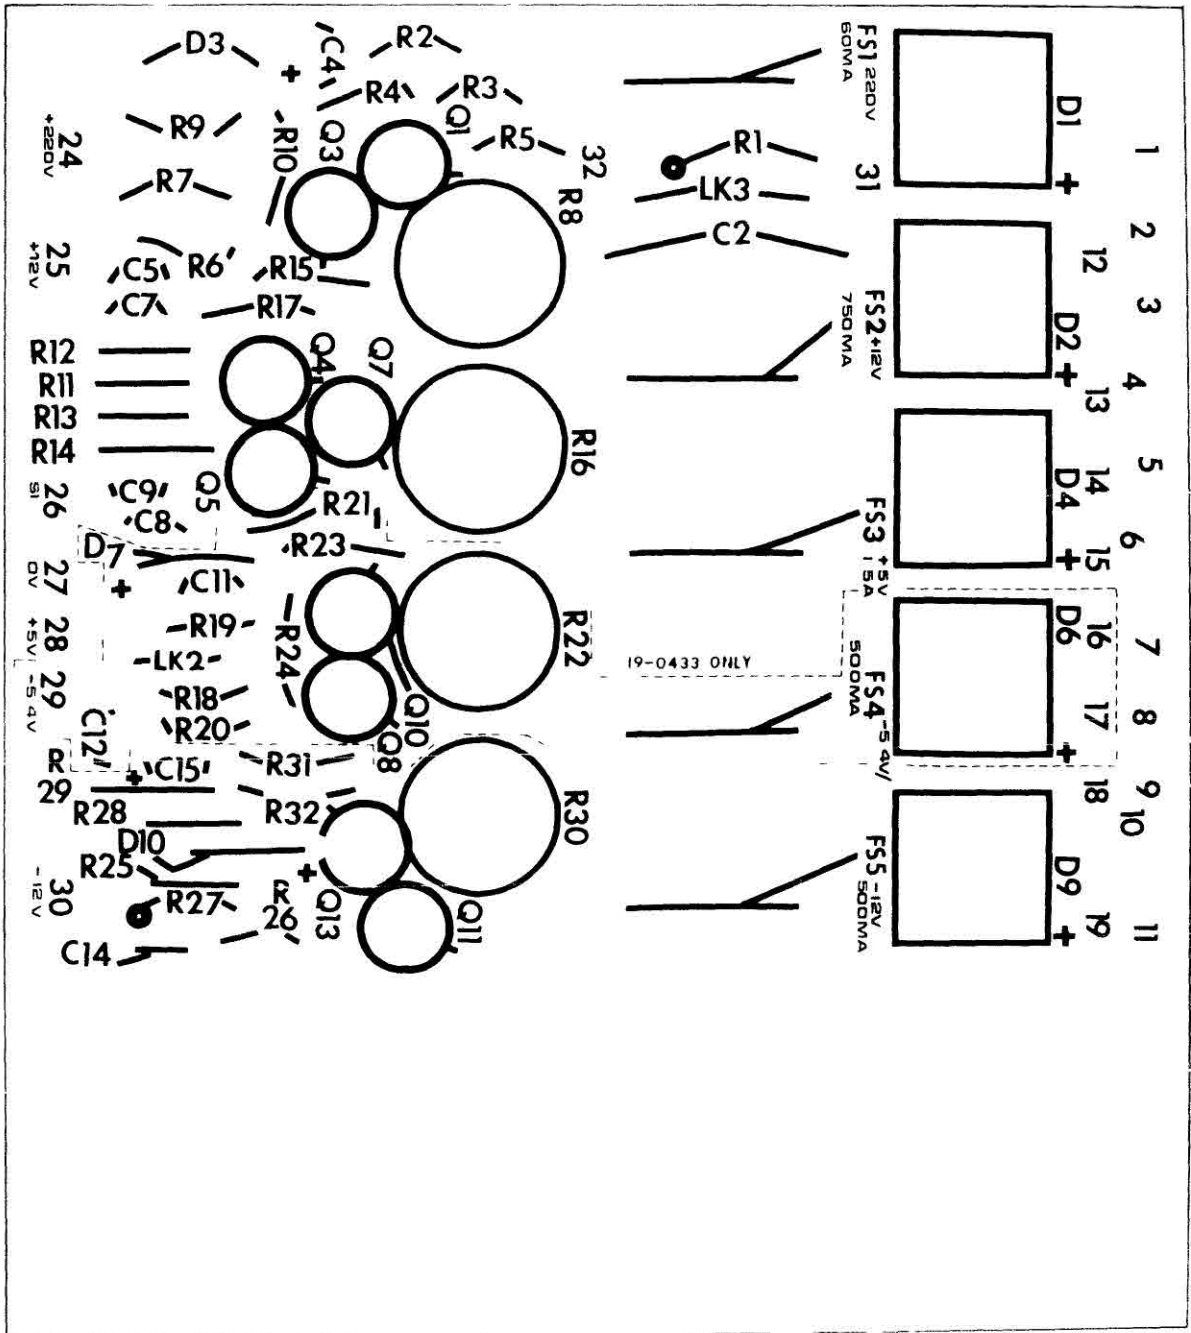 D3
C4
R2
FS1 220V
60MA
D1
1
+
R4
R3
Q1
R9
R10
Q3
R5
32
R1
31
24
+220V
R7
R8
LK3
+
2
C2
12
25
+12V
C5
R6
R15
C7
R17
FS2 +12V
750MA
D2
3
R12
Q4
Q7
+
4
R11
13
R13
R14
R16
5
26
S1
C9
Q5
R21
D4
14
C8
FS3 +5V
1 5A
6
D7
R23
+
15
27
0V
+
C11
28
+5V
R19
R24
R22
D6
16
7
LK2
19-0433 ONLY
29
-5 4V
R18
Q10
FS4 -5 4V/
500MA
17
8
C12
R20
Q8
R
29
+
C15
R31
+
18
9
R28
R32
R30
10
D10
R25
+
FS5 -12V
500MA
D9
30
-12V
R27
R
26
Q13
Q11
+
19
11
C14